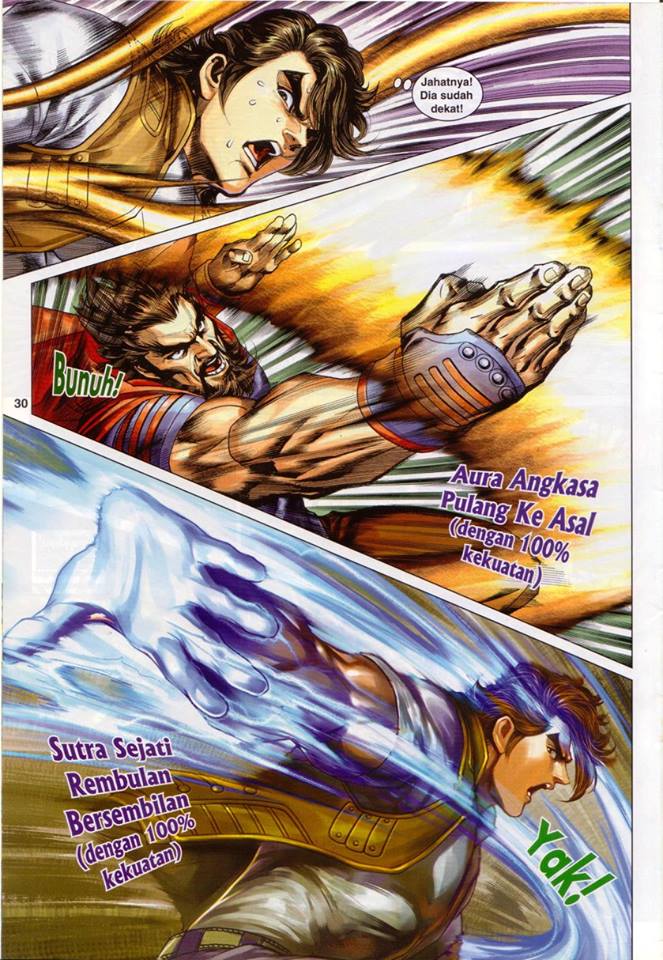 Jahatnya!
Dia sudah
dekat!
Bunuh!
30
Aura Angkasa
Pulang Ke Asal
(dengan 100%
kekuatan)
Sutra Sejati
Rembulan
Bersembilan
(dengan 100%
kekuatan)
Yak!